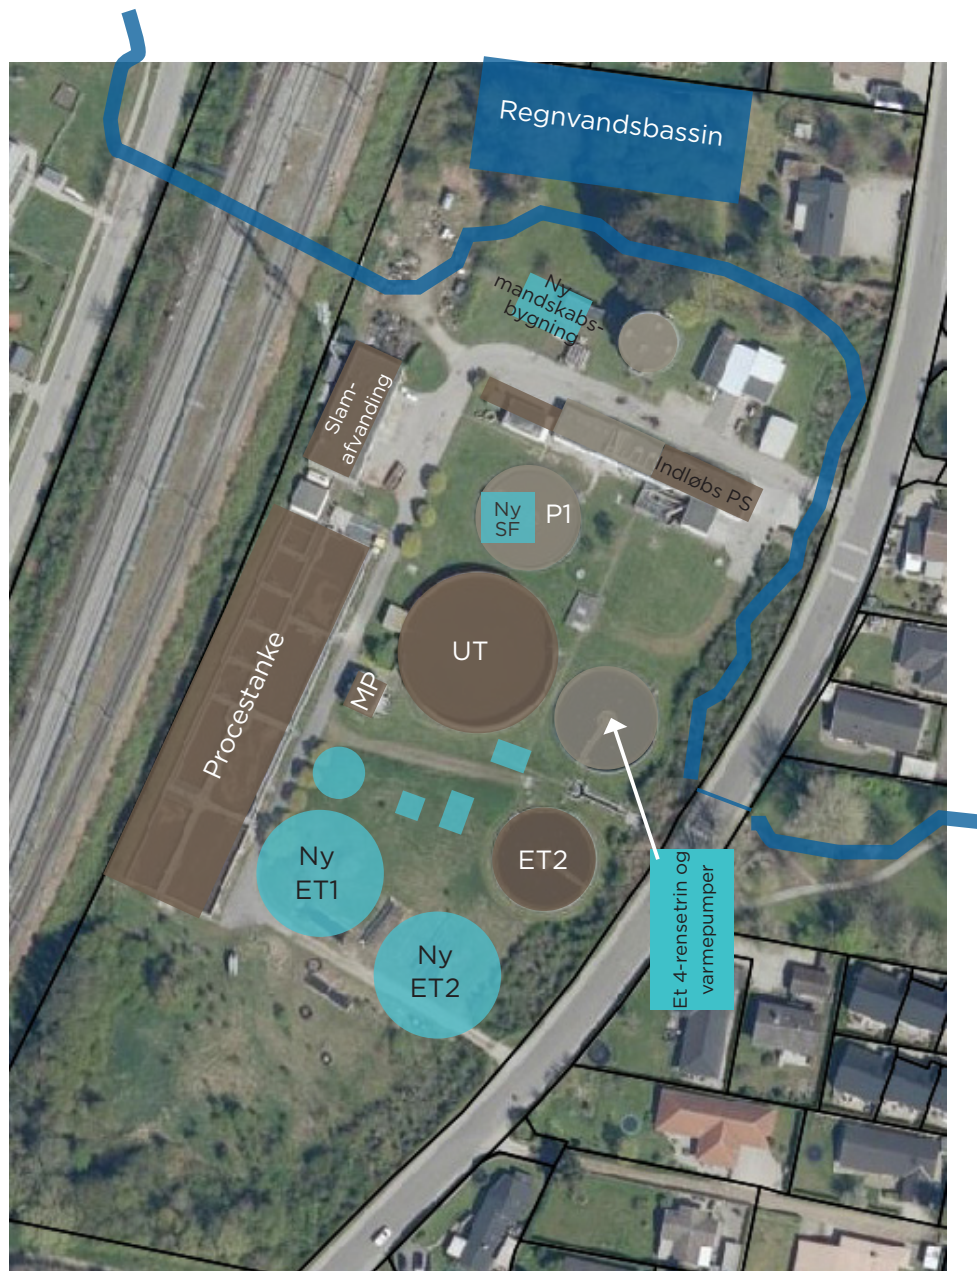 Regnvandsbassin
Ny
mandskabs-
bygning
Slam-
afvanding
Indløbs PS
Ny
SF
P1
UT
MP
Procestanke
Ny
ET1
ET2
Ny
ET2
Et 4-rensetrin og
varmepumper